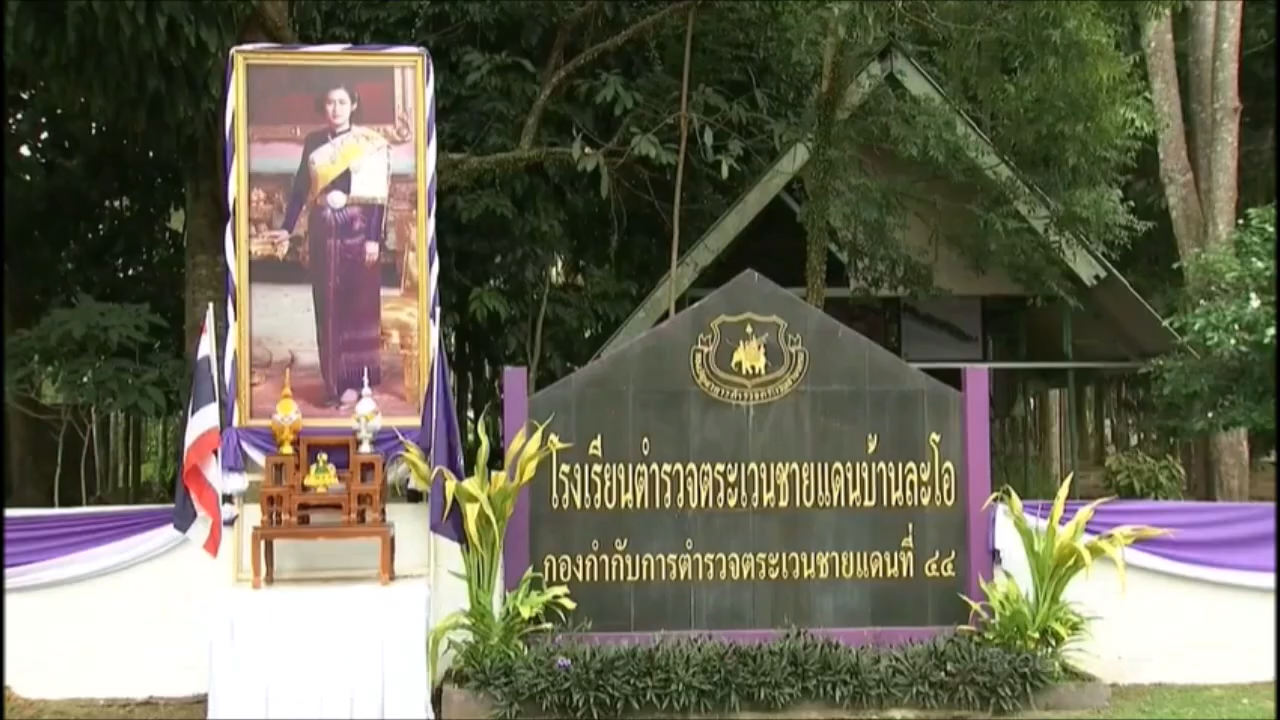 โรงเรียนตำรวจตระเวนชายแดนบ้านละโอ
กองกำกับการตำรวจตระเวนชายแดนที่ ๔๔